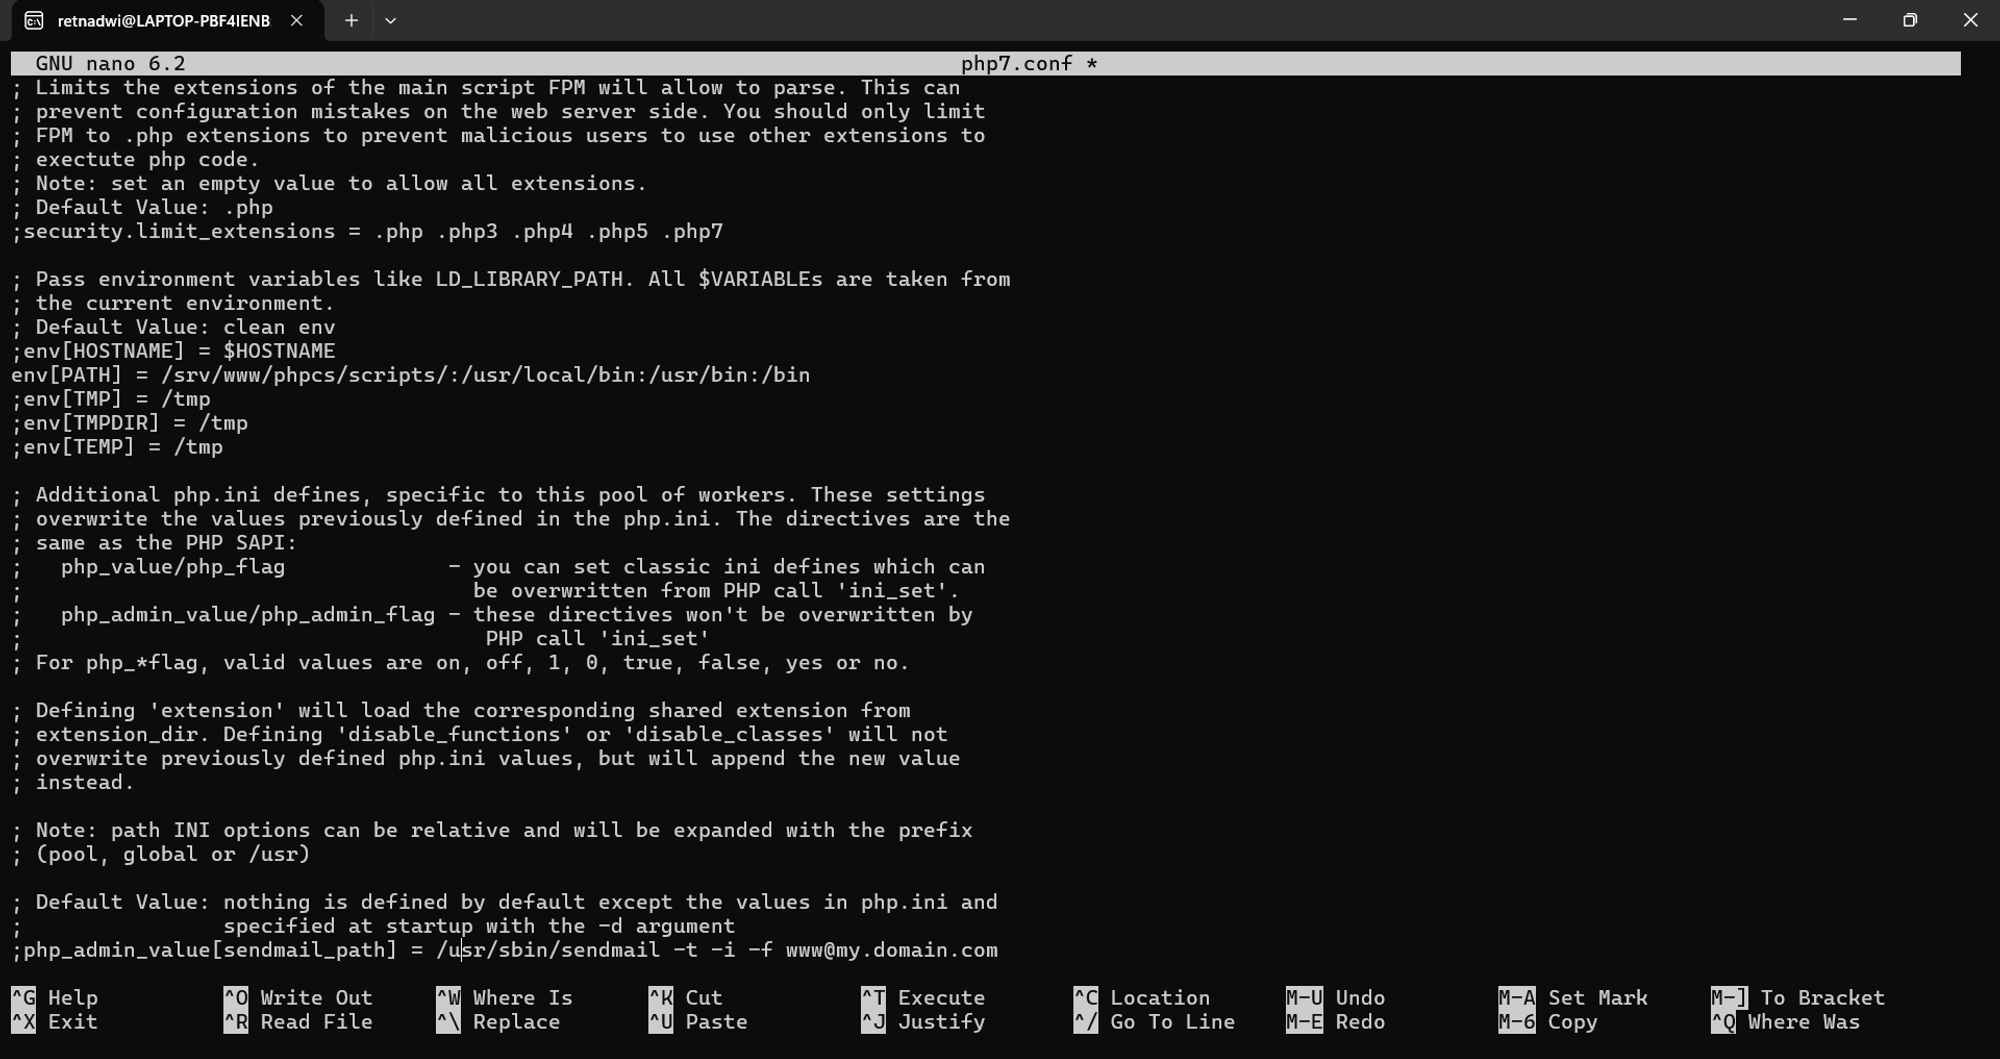 retnadwi@LAPTOP-PBF4IENB
GNU nano 6.2 php7.conf *
; Limits the extensions of the main script FPM will allow to parse. This can
; prevent configuration mistakes on the web server side. You should only limit
; FPM to .php extensions to prevent malicious users to use other extensions to
; exectute php code.
; Note: set an empty value to allow all extensions.
; Default Value: .php
;security.limit_extensions = .php .php3 .php4 .php5 .php7
; Pass environment variables like LD_LIBRARY_PATH. All $VARIABLEs are taken from
; the current environment.
; Default Value: clean env
;env[HOSTNAME] = $HOSTNAME
env[PATH] = /srv/www/phpcs/scripts/:/usr/local/bin:/usr/bin:/bin
;env[TMP] = /tmp
;env[TMPDIR] = /tmp
;env[TEMP] = /tmp
; Additional php.ini defines, specific to this pool of workers. These settings
; overwrite the values previously defined in the php.ini. The directives are the
; same as the PHP SAPI:
;   php_value/php_flag             - you can set classic ini defines which can
;                                    be overwritten from PHP call 'ini_set'.
;   php_admin_value/php_admin_flag - these directives won't be overwritten by
;                                     PHP call 'ini_set'
; For php_*flag, valid values are on, off, 1, 0, true, false, yes or no.
; Defining 'extension' will load the corresponding shared extension from
; extension_dir. Defining 'disable_functions' or 'disable_classes' will not
; overwrite previously defined php.ini values, but will append the new value
; instead.
; Note: path INI options can be relative and will be expanded with the prefix
; (pool, global or /usr)
; Default Value: nothing is defined by default except the values in php.ini and
;                specified at startup with the -d argument
;php_admin_value[sendmail_path] = /usr/sbin/sendmail -t -i -f www@my.domain.com
^G Help ^O Write Out ^W Where Is ^K Cut ^T Execute ^C Location M-U Undo M-A Set Mark M-] To Bracket
^X Exit ^R Read File ^\ Replace ^U Paste ^J Justify ^/ Go To Line M-E Redo M-6 Copy ^Q Where Was